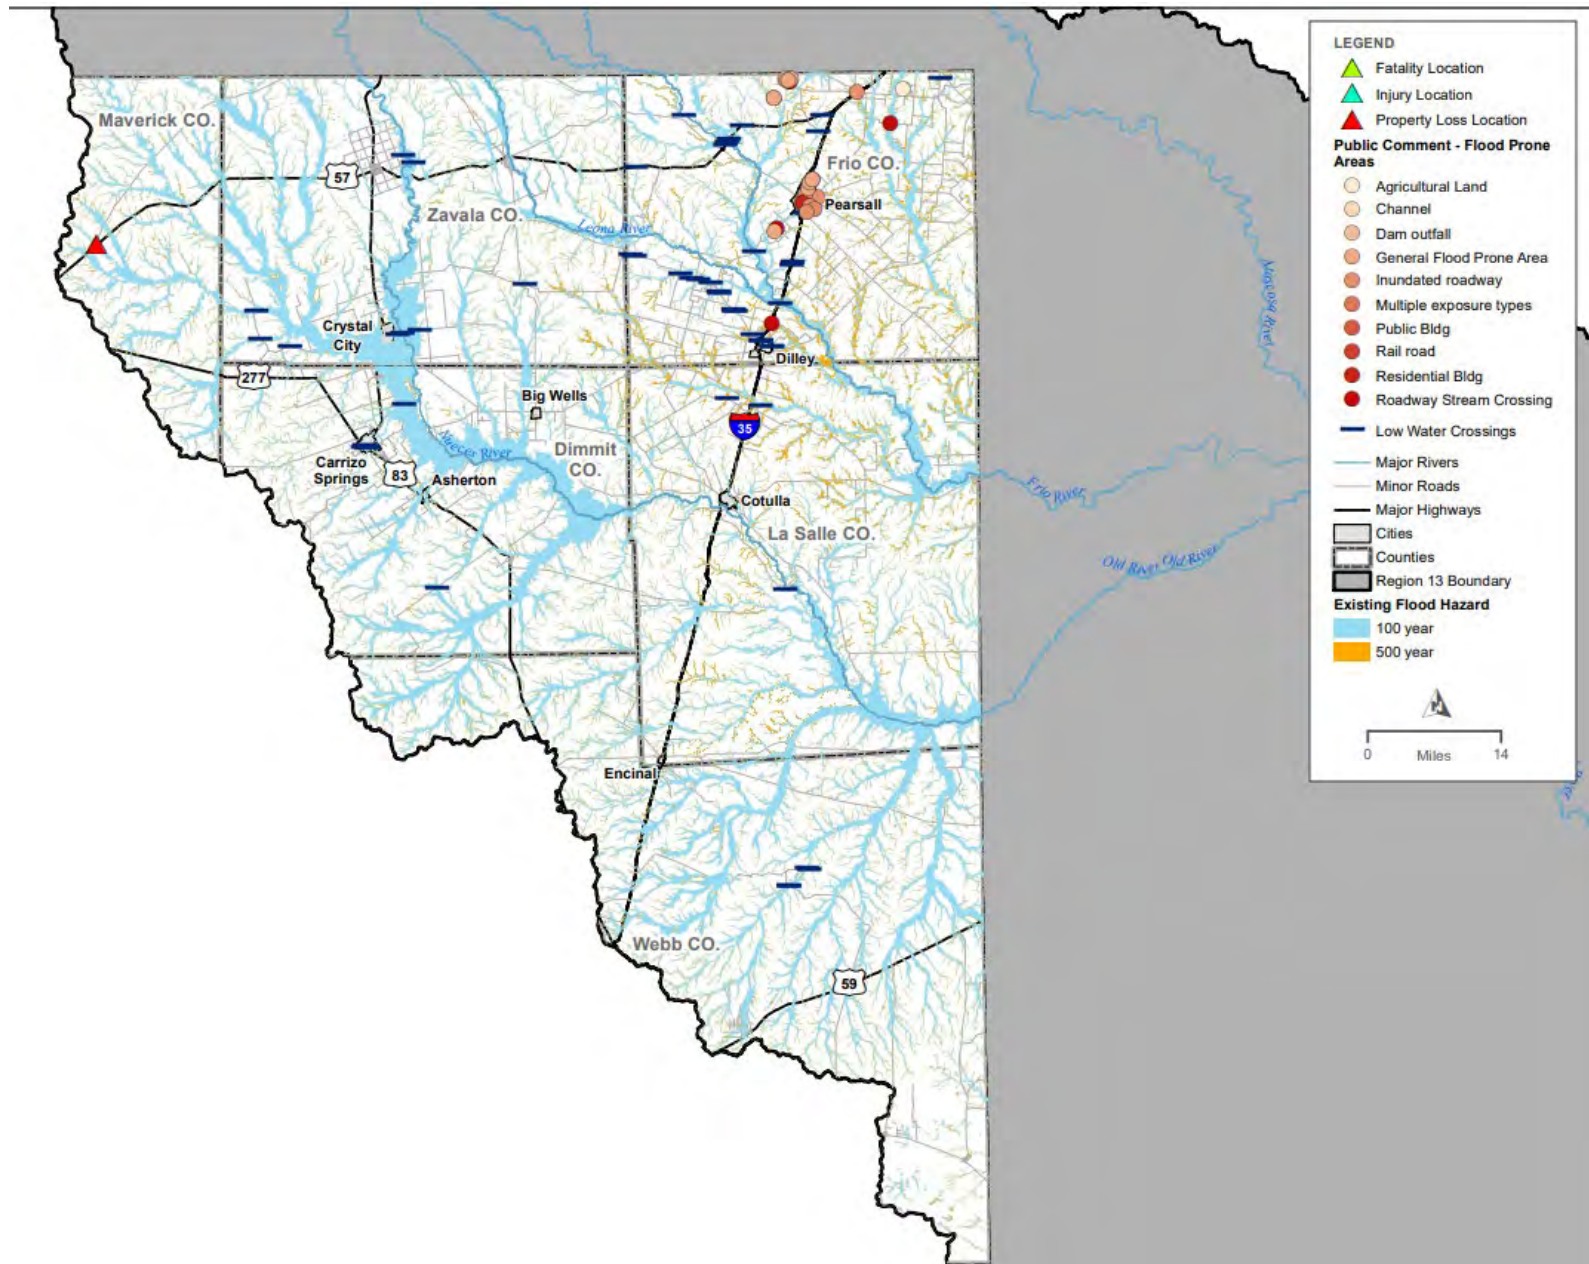 Maverick CO.
57
Zavala CO.
Leona River
Frio CO.
Pearsall
Crystal
City
277
Dilley
Big Wells
35
Nueces River
Dimmit
CO.
Carrizo
Springs
83
Asherton
Cotulla
La Salle CO.
Frio River
Old River Old River
Encinal
Webb CO.
59
LEGEND
Fatality Location
Injury Location
Property Loss Location
Public Comment - Flood Prone
Areas
Agricultural Land
Channel
Dam outfall
General Flood Prone Area
Inundated roadway
Multiple exposure types
Public Bldg
Rail road
Residential Bldg
Roadway Stream Crossing
Low Water Crossings
Major Rivers
Minor Roads
Major Highways
Cities
Counties
Region 13 Boundary
Existing Flood Hazard
100 year
500 year
0
Miles
14